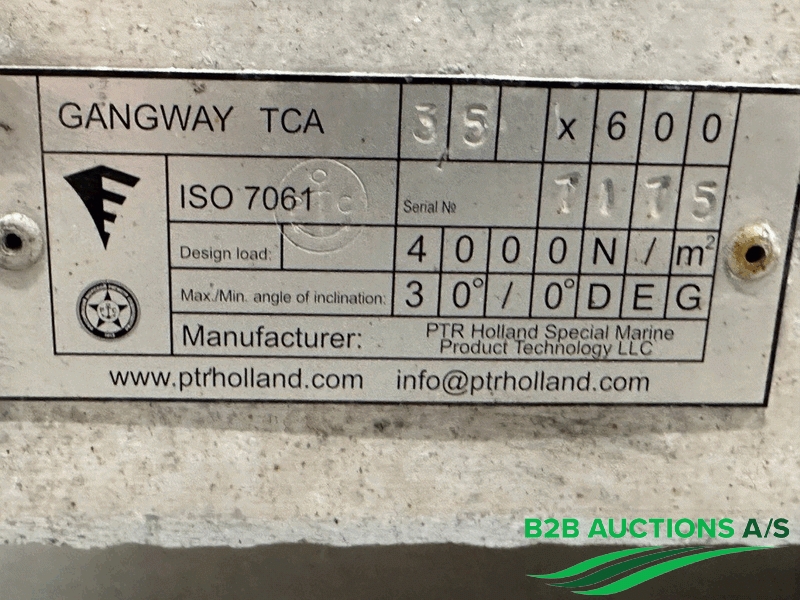 GANGWAY TCA 35 x 600
ISO 7061 Serial № 7175
Design load: 4000N/m²
Max./Min. angle of inclination: 30°/0°DEG
Manufacturer: PTR Holland Special Marine
Product Technology LLC
www.ptrholland.com info@ptrholland.com
B2B AUCTIONS A/S